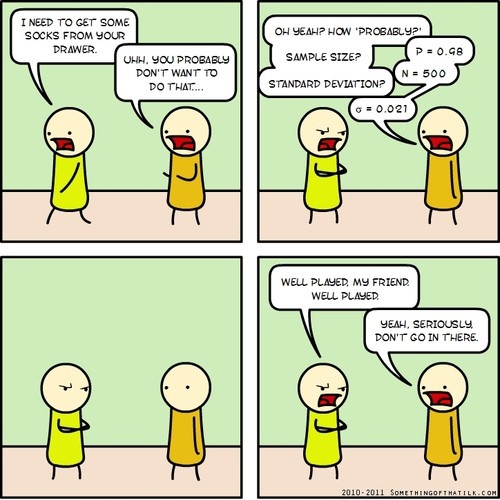 I NEED TO GET SOME
SOCKS FROM YOUR
DRAWER.
UHH, YOU PROBABLY
DON'T WANT TO
DO THAT...
OH YEAH? HOW 'PROBABLY?'
SAMPLE SIZE?
STANDARD DEVIATION?
P = 0.98
N = 500
σ = 0.021
WELL PLAYED, MY FRIEND.
WELL PLAYED.
YEAH, SERIOUSLY,
DON'T GO IN THERE.
2010-2011 SOMETHINGOFTHATILK.COM